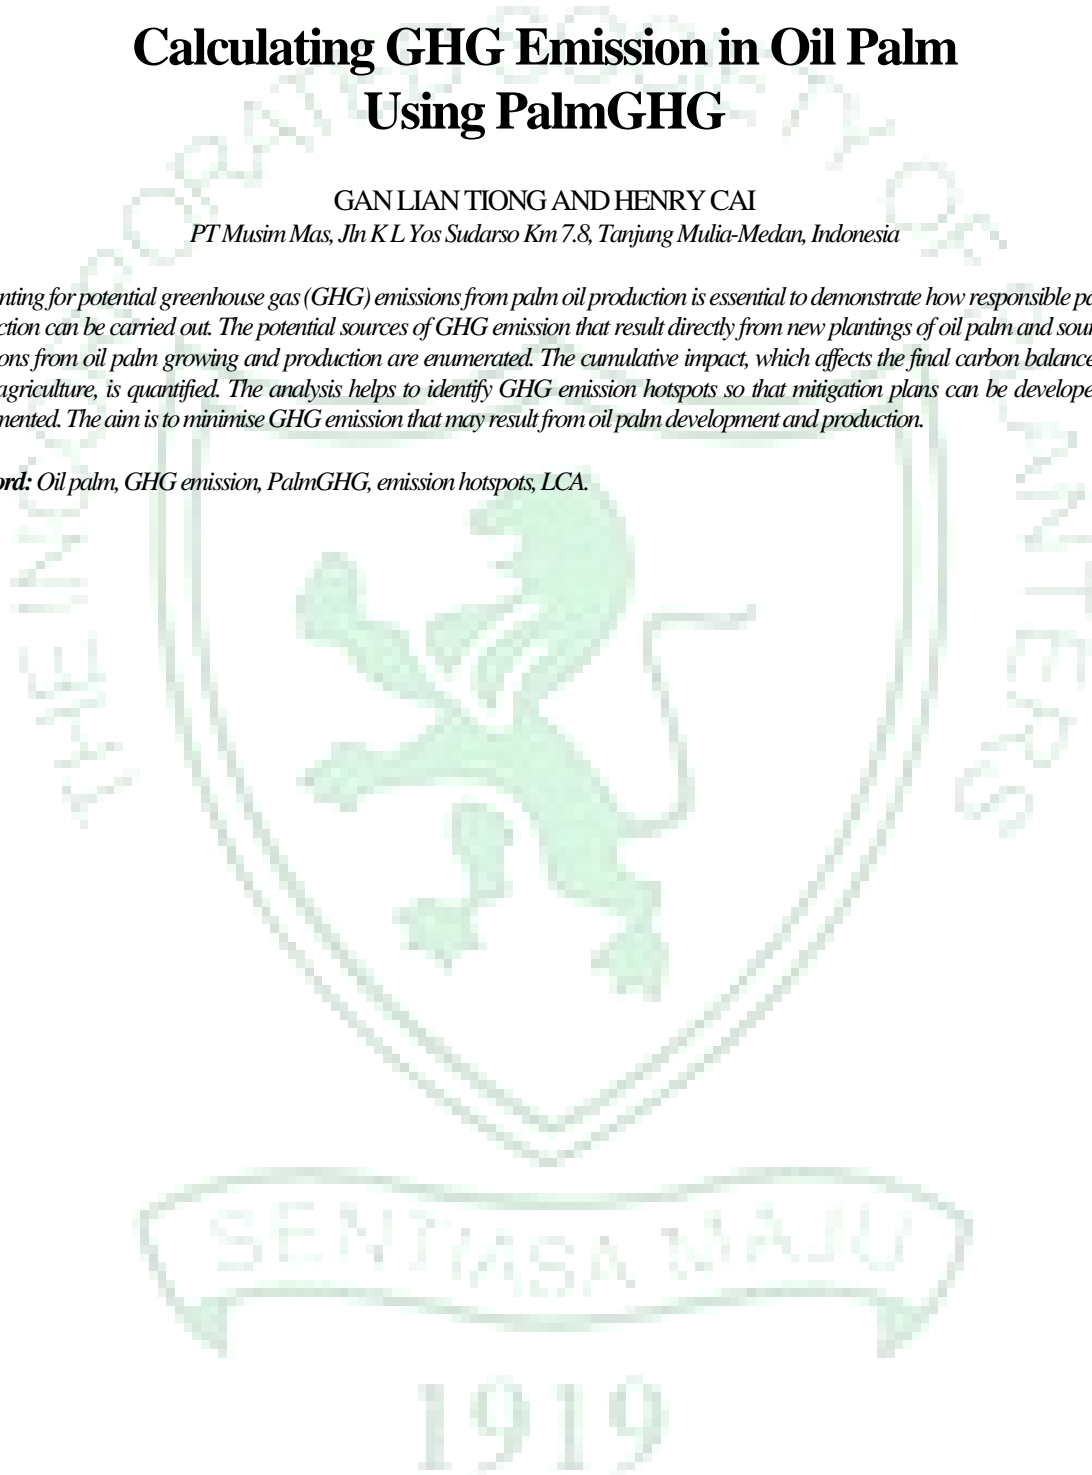 Calculating GHG Emission in Oil Palm
Using PalmGHG
GAN LIAN TIONG AND HENRY CAI
PT Musim Mas, Jln K L Yos Sudarso Km 7.8, Tanjung Mulia-Medan, Indonesia
nting for potential greenhouse gas (GHG) emissions from palm oil production is essential to demonstrate how responsible pa
ction can be carried out. The potential sources of GHG emission that result directly from new plantings of oil palm and sour
ons from oil palm growing and production are enumerated. The cumulative impact, which affects the final carbon balance
agriculture, is quantified. The analysis helps to identify GHG emission hotspots so that mitigation plans can be develope
mented. The aim is to minimise GHG emission that may result from oil palm development and production.
ord: Oil palm, GHG emission, PalmGHG, emission hotspots, LCA.
THE INCORPORATED SOCIETY OF PLANTERS
SENTIASA MAJU
1919